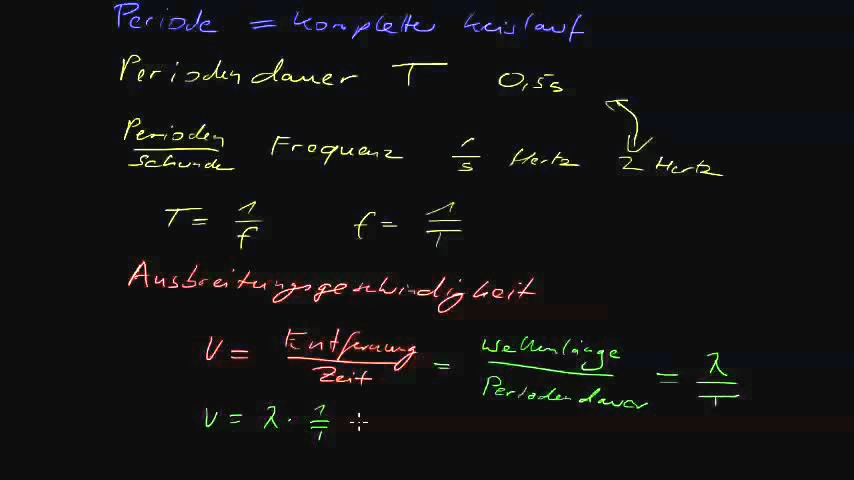 Periode = kompletter Kreislauf
Periodendauer T 0,5s
Perioden/Sekunde Frequenz 1/s Hertz 2 Hertz
T = 1/f f = 1/T
Ausbreitungsgeschwindigkeit
V = Entfernung/Zeit = Wellenlänge/Periodendauer = λ/T
V = λ · 1/T